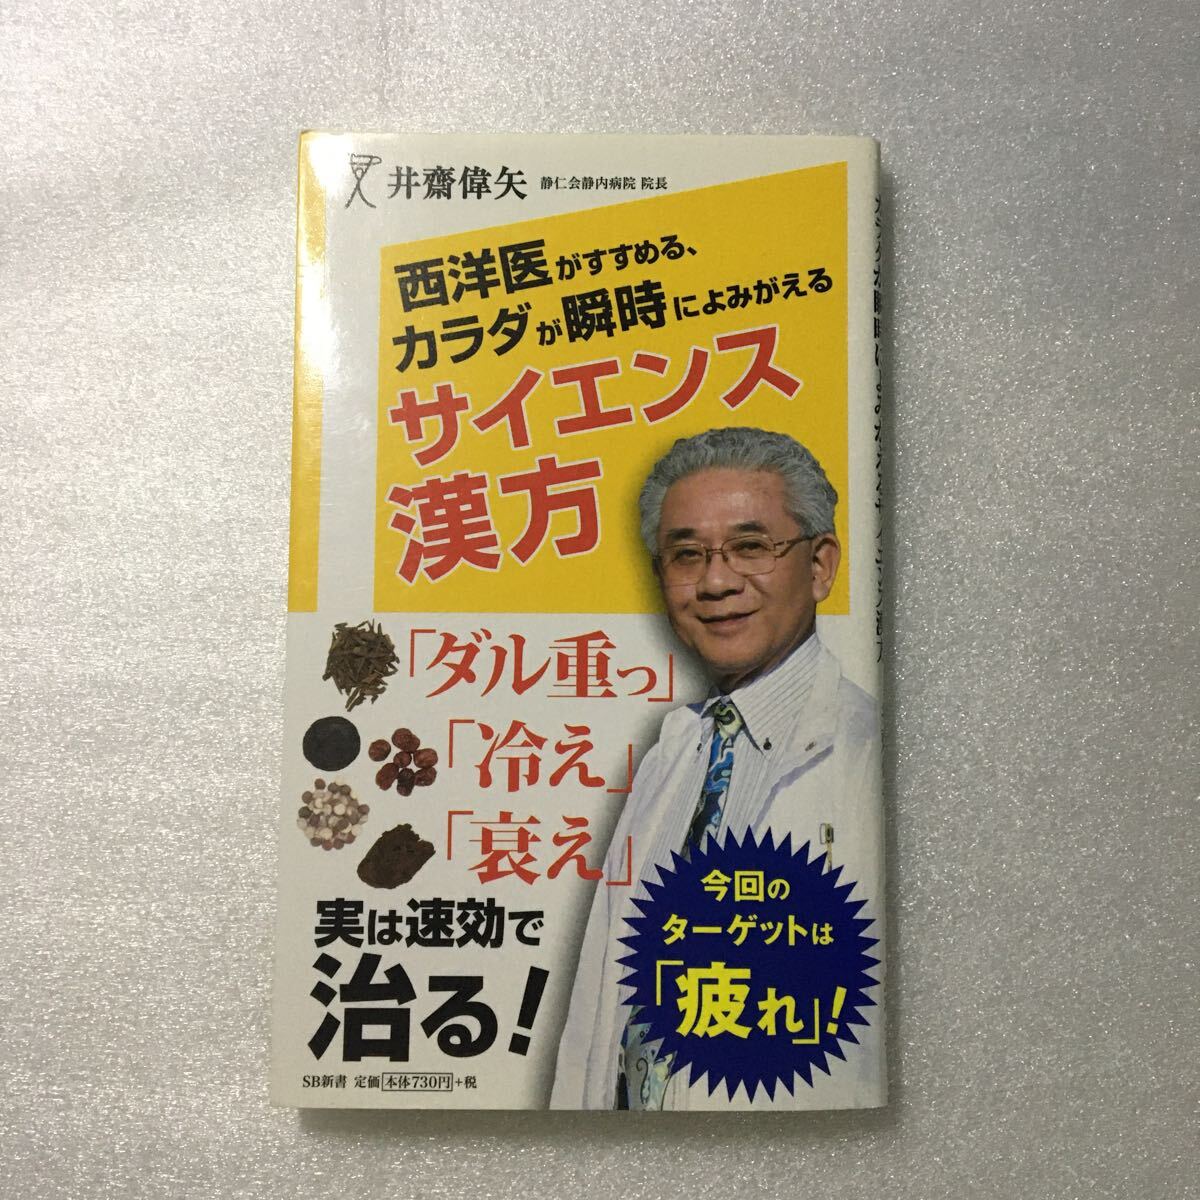 井齋偉矢 静仁会静内病院 院長
西洋医がすすめる、
カラダが瞬時によみがえる
サイエンス
漢方
「ダル重っ」
「冷え」
「衰え」
実は速効で
治る!
今回の
ターゲットは
「疲れ」!
SB新書 定価 本体730円 +税